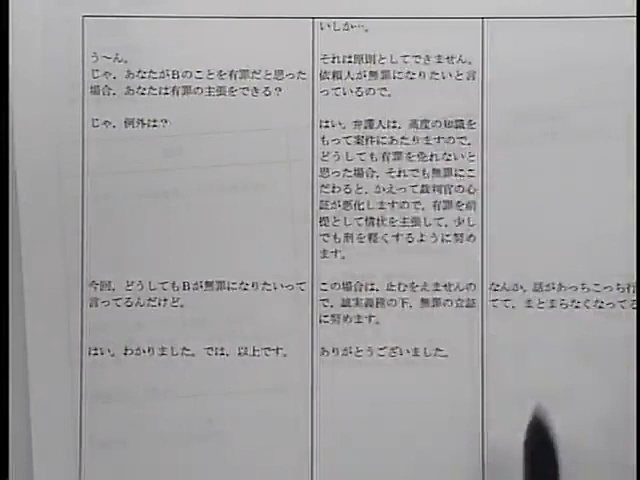 いしか…。
う～ん。
じゃ、あなたがBのことを有罪だと思った
場合、あなたは有罪の主張をできる？
それは原則としてできません。
依頼人が無罪になりたいと言
っているので。
じゃ、例外は？
はい。弁護人は、高度の知識を
もって案件にあたりますので、
どうしても有罪を免れないと
思った場合、それでも無罪にこ
だわると、かえって裁判官の心
証が悪化しますので、有罪を前
提として情状を主張して、少し
でも刑を軽くするように努め
ます。
今回、どうしてもBが無罪になりたいって
言ってるんだけど。
この場合は、止むをえませんの
で、誠実義務の下、無罪の立証
に努めます。
なんか、話があっちこっち行
てて、まとまらなくなってる
はい。わかりました。では、以上です。
ありがとうございました。